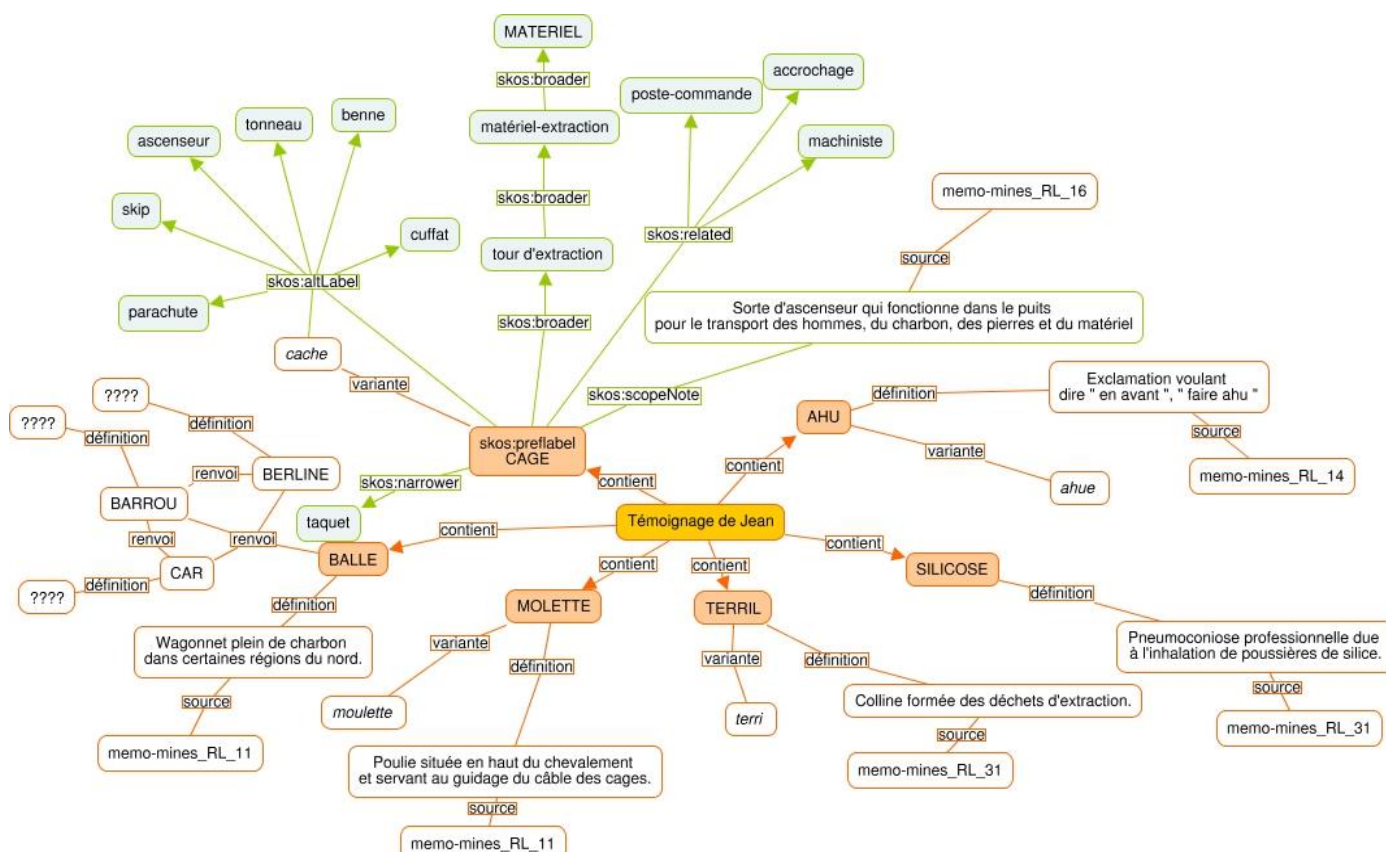 MATERIEL
skos:broader
accrochage
poste-commande
benne
tonneau
matériel-extraction
ascenseur
machiniste
memo-mines_RL_16
skos:broader
skip
cuffat
skos:related
tour d'extraction
source
skos:altLabel
parachute
Sorte d'ascenseur qui fonctionne dans le puits
pour le transport des hommes, du charbon, des pierres et du matériel
skos:broader
cache
variante
skos:scopeNote
Exclamation voulant
dire " en avant ", " faire ahu "
définition
????
????
définition
définition
AHU
source
skos:preflabel
CAGE
variante
contient
memo-mines_RL_14
renvoi
BERLINE
skos:narrower
contient
ahue
BARROU
taquet
Témoignage de Jean
contient
renvoi
renvoi
BALLE
contient
contient
contient
SILICOSE
CAR
définition
????
définition
MOLETTE
TERRIL
définition
Wagonnet plein de charbon
dans certaines régions du nord.
variante
définition
variante
définition
Pneumoconiose professionnelle due
à l'inhalation de poussières de silice.
source
moulette
terri
Colline formée des déchets d'extraction.
source
memo-mines_RL_11
source
memo-mines_RL_31
Poulie située en haut du chevalement
et servant au guidage du câble des cages.
memo-mines_RL_31
source
memo-mines_RL_11